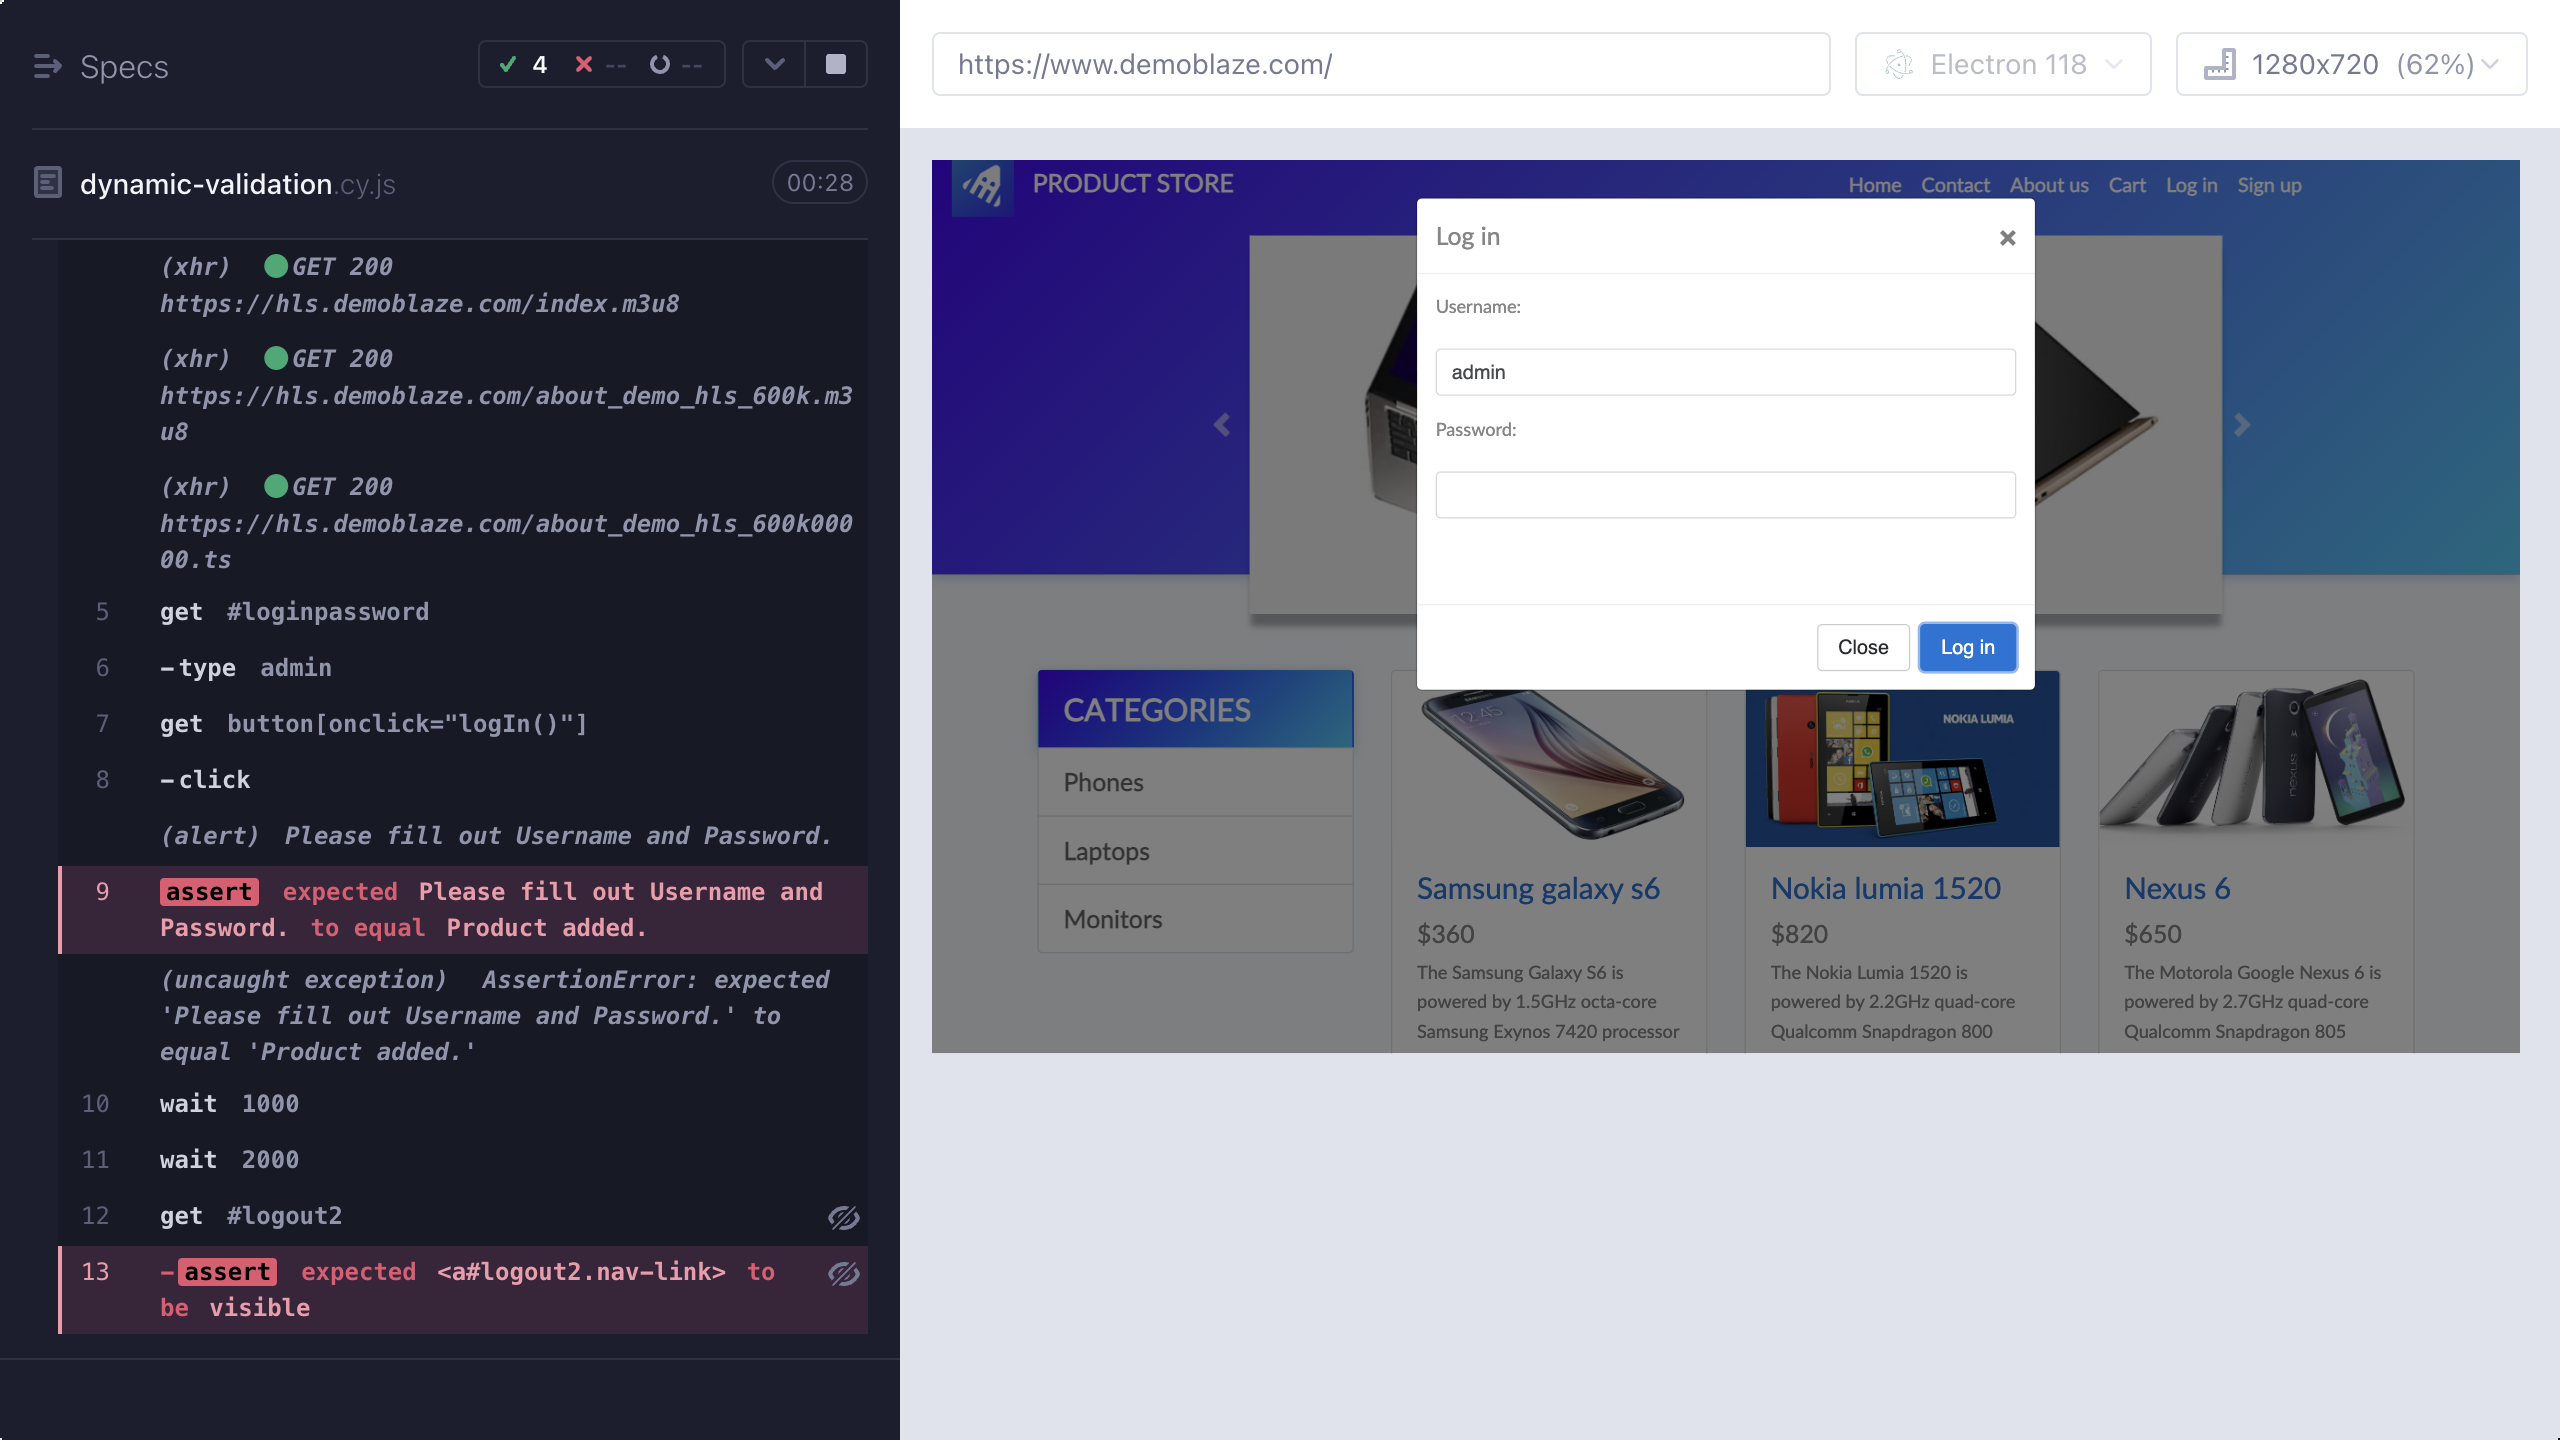 Specs
4
--
--
dynamic-validation.cy.js
00:28
(xhr) GET 200
https://hls.demoblaze.com/index.m3u8
(xhr) GET 200
https://hls.demoblaze.com/about_demo_hls_600k.m3
u8
(xhr) GET 200
https://hls.demoblaze.com/about_demo_hls_600k000
00.ts
5 get #loginpassword
6 -type admin
7 get button[onclick="logIn()"]
8 -click
(alert) Please fill out Username and Password.
9 assert expected Please fill out Username and
Password. to equal Product added.
(uncaught exception) AssertionError: expected
'Please fill out Username and Password.' to
equal 'Product added.'
10 wait 1000
11 wait 2000
12 get #logout2
13 -assert expected <a#logout2.nav-link> to
be visible
https://www.demoblaze.com/
Electron 118
1280x720 (62%)
PRODUCT STORE
Home Contact About us Cart Log in Sign up
Log in
×
Username:
admin
Password:
Close
Log in
CATEGORIES
Phones
Laptops
Monitors
12:45
NOKIA LUMIA
nexus
Samsung galaxy s6
$360
The Samsung Galaxy S6 is
powered by 1.5GHz octa-core
Samsung Exynos 7420 processor
Nokia lumia 1520
$820
The Nokia Lumia 1520 is
powered by 2.2GHz quad-core
Qualcomm Snapdragon 800
Nexus 6
$650
The Motorola Google Nexus 6 is
powered by 2.7GHz quad-core
Qualcomm Snapdragon 805